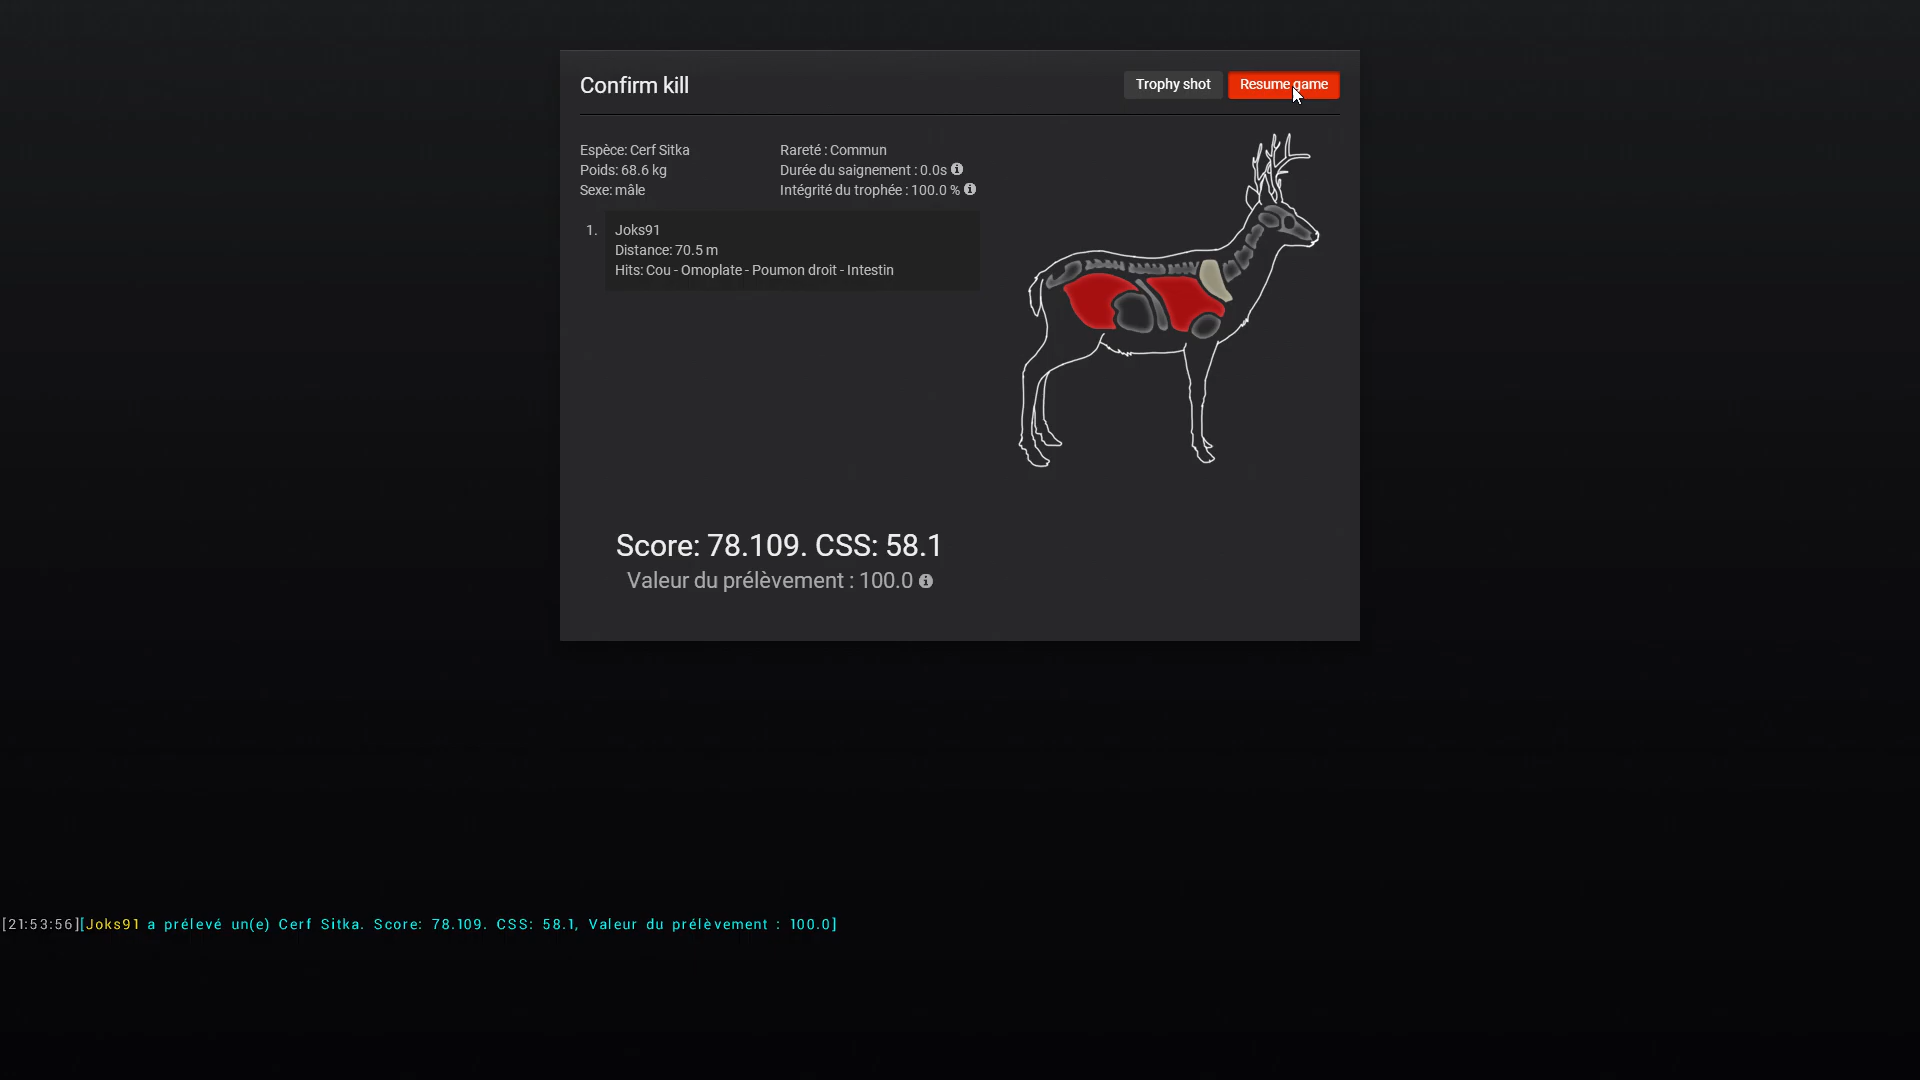 Confirm kill
Trophy shot
Resume game
Espèce: Cerf Sitka
Poids: 68.6 kg
Sexe: mâle
Rareté : Commun
Durée du saignement : 0.0s
Intégrité du trophée : 100.0 %
1.
Joks91
Distance: 70.5 m
Hits: Cou - Omoplate - Poumon droit - Intestin
Score: 78.109. CSS: 58.1
Valeur du prélèvement : 100.0
[21:53:56][Joks91 a prélevé un(e) Cerf Sitka. Score: 78.109. CSS: 58.1, Valeur du prélèvement : 100.0]